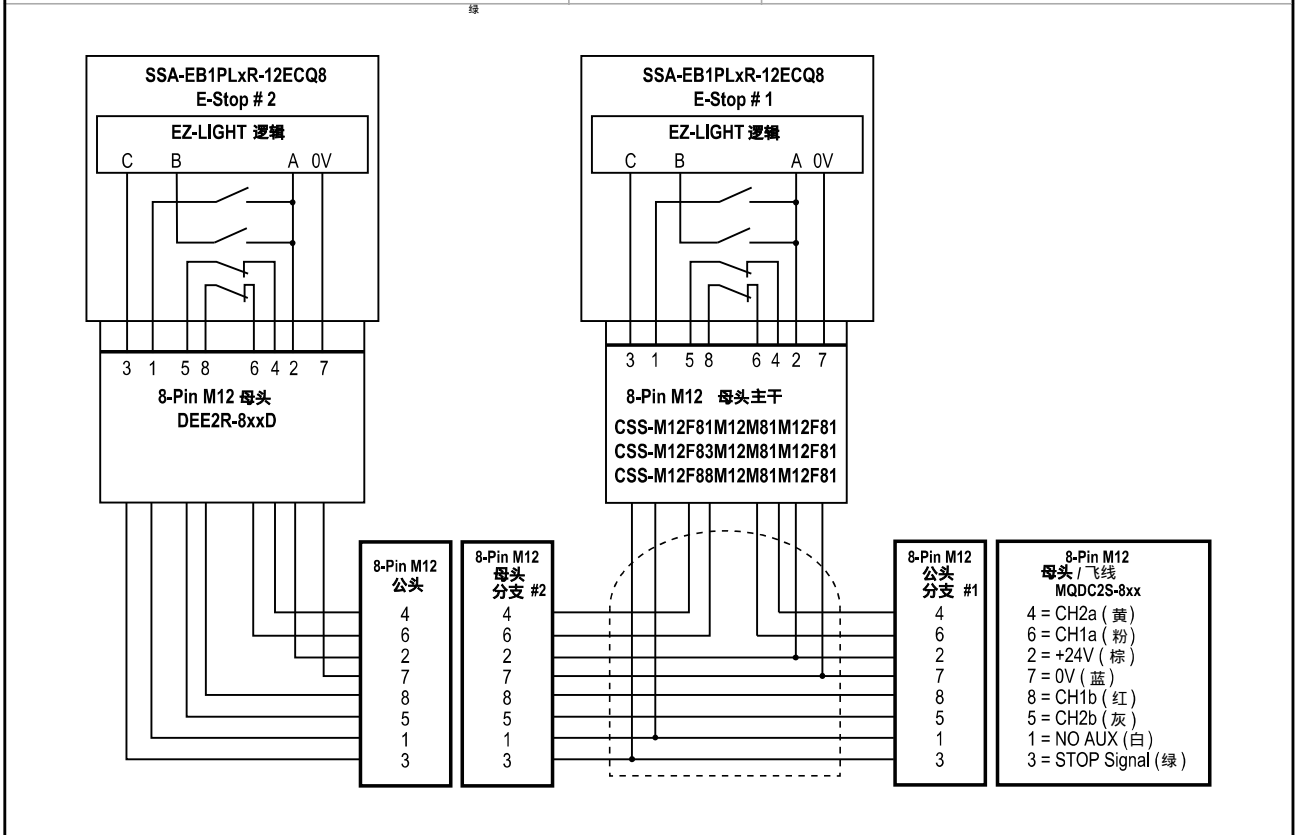 绿
SSA-EB1PLxR-12ECQ8
E-Stop # 2
EZ-LIGHT 逻辑
C B A 0V
3 1 5 8 6 4 2 7
8-Pin M12 母头
DEE2R-8xxD
SSA-EB1PLxR-12ECQ8
E-Stop # 1
EZ-LIGHT 逻辑
C B A 0V
3 1 5 8 6 4 2 7
8-Pin M12 母头主干
CSS-M12F81M12M81M12F81
CSS-M12F83M12M81M12F81
CSS-M12F88M12M81M12F81
8-Pin M12
公头
4
6
2
7
8
5
1
3
8-Pin M12
母头
分支 #2
4
6
2
7
8
5
1
3
8-Pin M12
公头
分支 #1
4
6
2
7
8
5
1
3
8-Pin M12
母头 / 飞线
MQDC2S-8xx
4 = CH2a ( 黄 )
6 = CH1a ( 粉 )
2 = +24V ( 棕 )
7 = 0V ( 蓝 )
8 = CH1b ( 红 )
5 = CH2b ( 灰 )
1 = NO AUX (白 )
3 = STOP Signal (绿 )